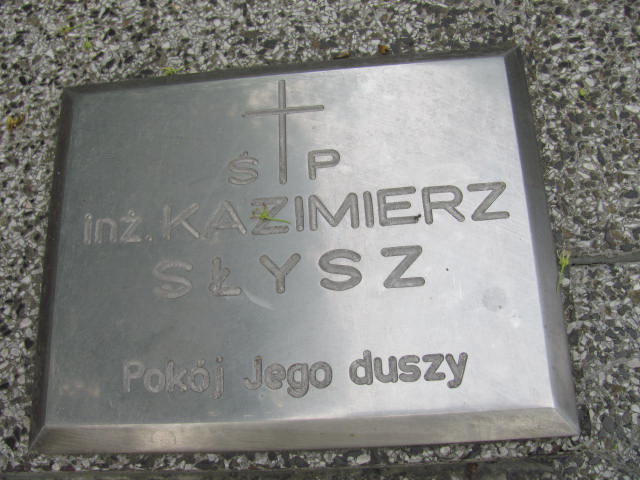 Ś P
inż. KAZIMIERZ
SŁYSZ
Pokój Jego duszy